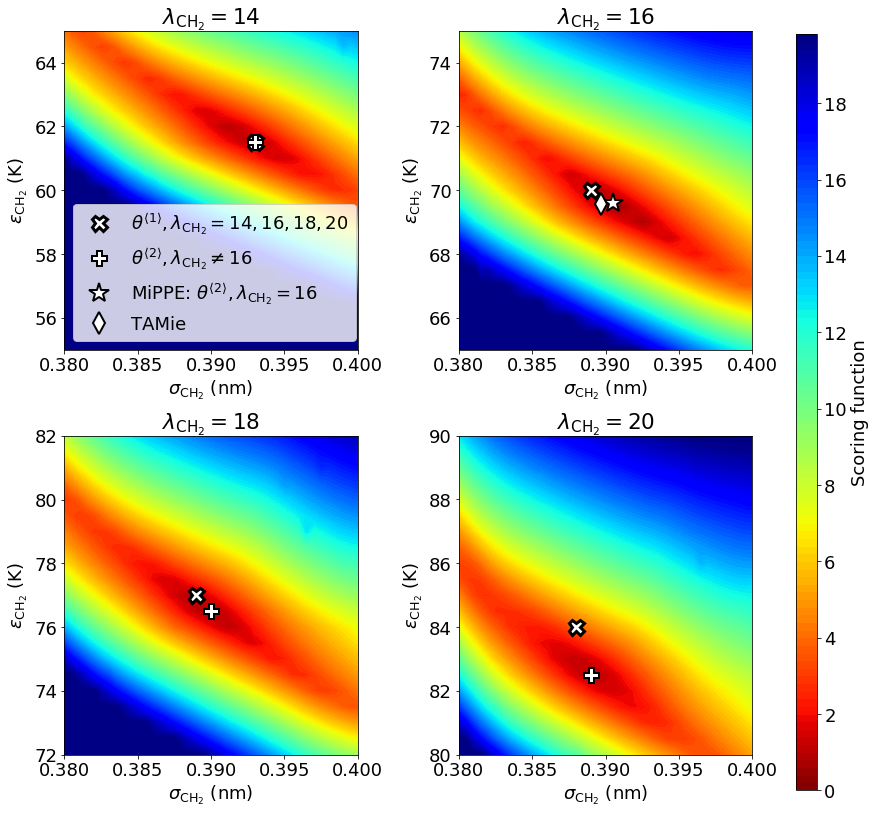 λCH₂ = 14
64
62
60
58
56
εCH₂ (K)
0.380 0.385 0.390 0.395 0.400
σCH₂ (nm)
θ⟨1⟩, λCH₂ = 14, 16, 18, 20
θ⟨2⟩, λCH₂ ≠ 16
MiPPE: θ⟨2⟩, λCH₂ = 16
TAMie
λCH₂ = 16
74
72
70
68
66
εCH₂ (K)
0.380 0.385 0.390 0.395 0.400
σCH₂ (nm)
λCH₂ = 18
82
80
78
76
74
72
εCH₂ (K)
0.380 0.385 0.390 0.395 0.400
σCH₂ (nm)
λCH₂ = 20
90
88
86
84
82
80
εCH₂ (K)
0.380 0.385 0.390 0.395 0.400
σCH₂ (nm)
18
16
14
12
10
8
6
4
2
0
Scoring function